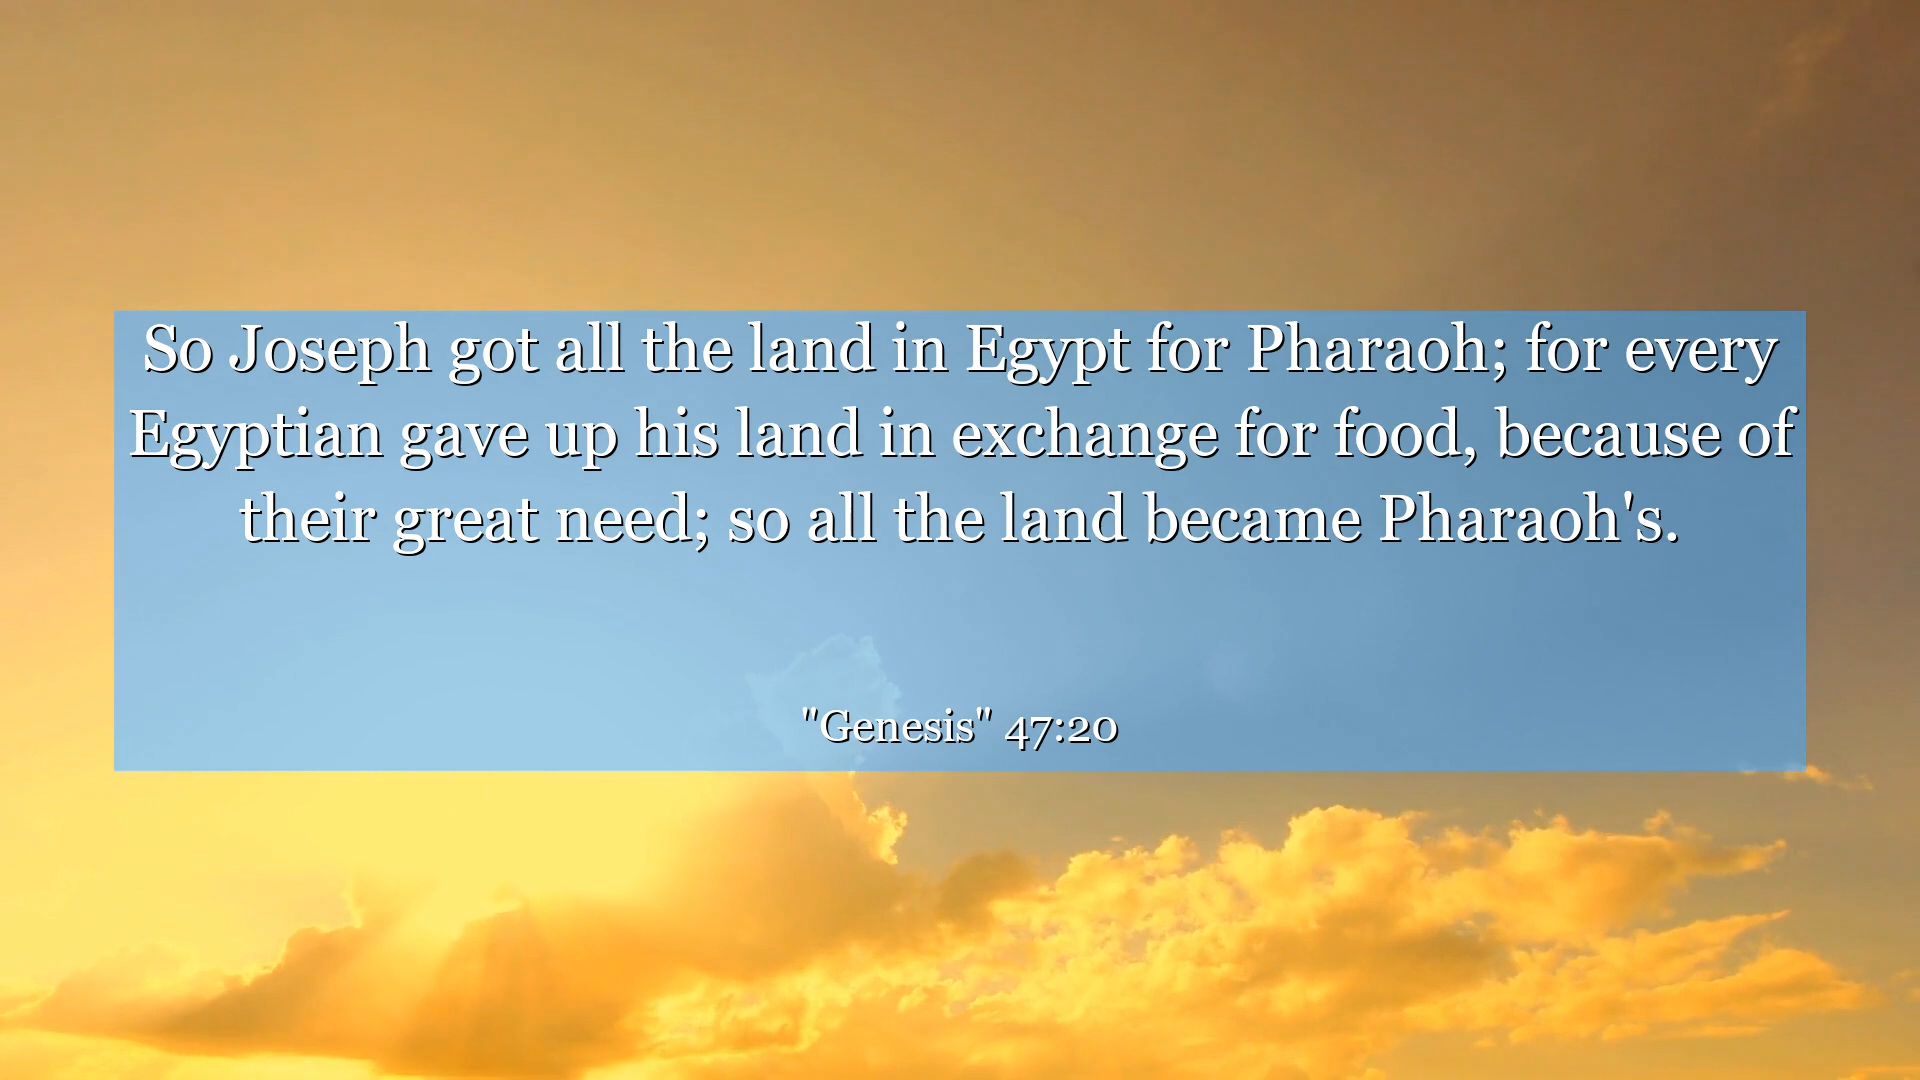 So Joseph got all the land in Egypt for Pharaoh; for every
Egyptian gave up his land in exchange for food, because of
their great need; so all the land became Pharaoh's.
"Genesis" 47:20